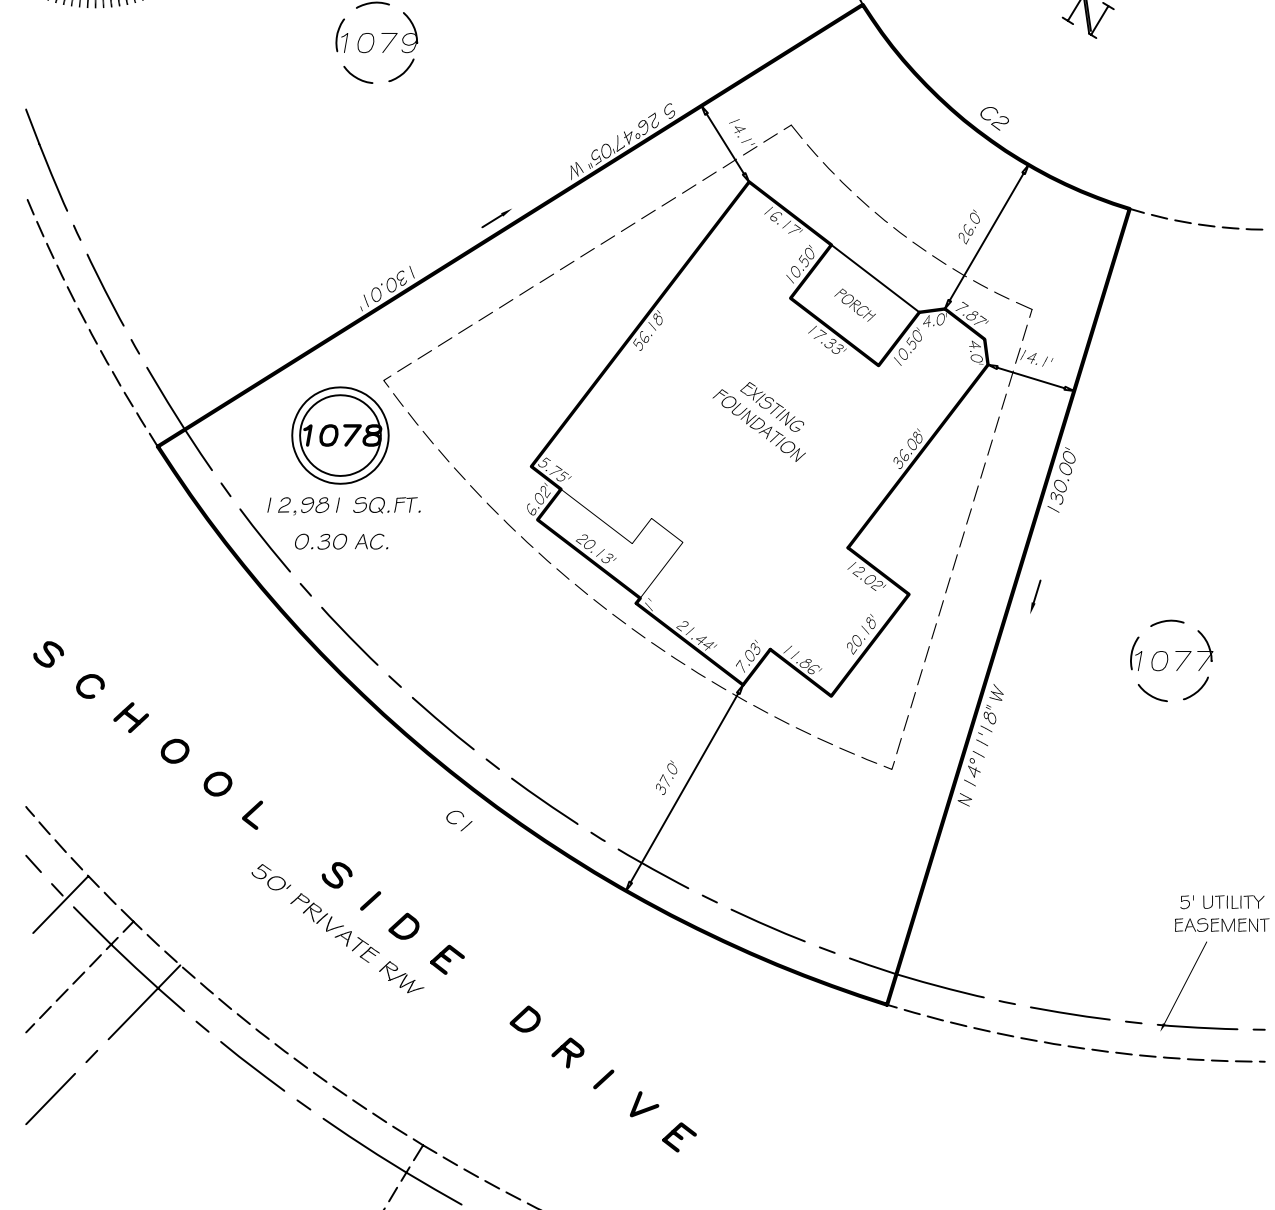 N
1079
C2
S 26°47'05" W
14.1'
130.01'
26.0'
16.17'
10.50'
PORCH
17.33'
10.50'
4.0'
7.87'
4.0'
14.1'
56.18'
EXISTING
FOUNDATION
36.08'
130.00'
1078
12,981 SQ.FT.
0.30 AC.
5.75'
6.02'
20.13'
21.44'
7.03'
11.86'
20.18'
12.02'
1077
37.0'
N 14°11'18" W
C1
SCHOOL SIDE DRIVE
50' PRIVATE R/W
5' UTILITY
EASEMENT